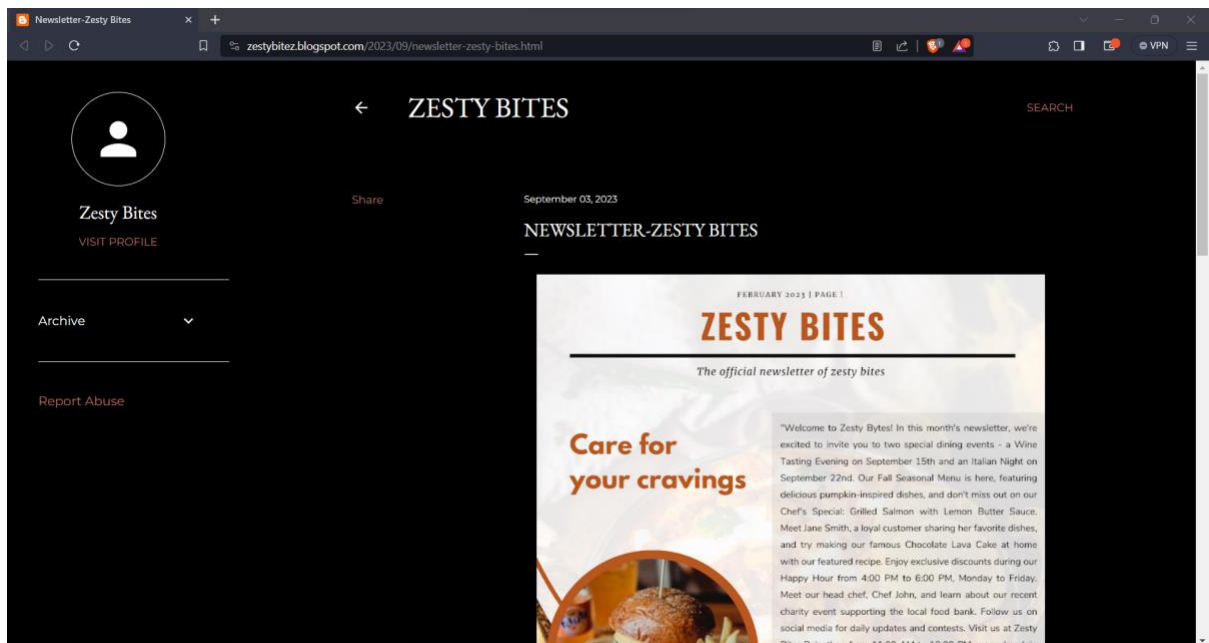 Newsletter-Zesty Bites
zestybitez.blogspot.com/2023/09/newsletter-zesty-bites.html
VPN
ZESTY BITES
SEARCH
Zesty Bites
VISIT PROFILE
Archive
Report Abuse
Share
September 03, 2023
NEWSLETTER-ZESTY BITES
FEBRUARY 2023 | PAGE 1
ZESTY BITES
The official newsletter of zesty bites
Care for
your cravings
"Welcome to Zesty Bytes! In this month's newsletter, we're
excited to invite you to two special dining events - a Wine
Tasting Evening on September 15th and an Italian Night on
September 22nd. Our Fall Seasonal Menu is here, featuring
delicious pumpkin-inspired dishes, and don't miss out on our
Chef's Special: Grilled Salmon with Lemon Butter Sauce.
Meet Jane Smith, a loyal customer sharing her favorite dishes,
and try making our famous Chocolate Lava Cake at home
with our featured recipe. Enjoy exclusive discounts during our
Happy Hour from 4:00 PM to 6:00 PM, Monday to Friday.
Meet our head chef, Chef John, and learn about our recent
charity event supporting the local food bank. Follow us on
social media for daily updates and contests. Visit us at Zesty